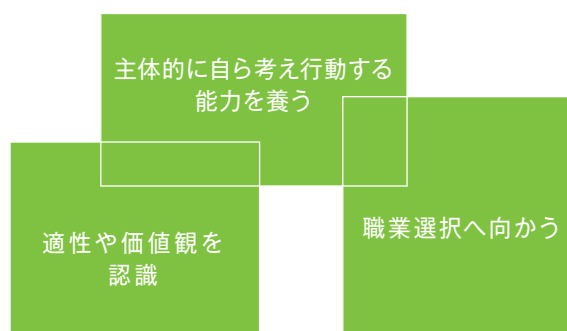 主体的に自ら考え行動する
能力を養う
適性や価値観を
認識
職業選択へ向かう